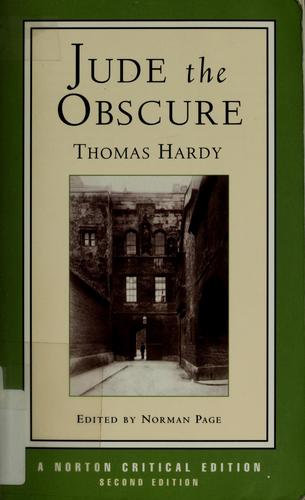 JUDE the
OBSCURE
THOMAS HARDY
EDITED BY NORMAN PAGE
A NORTON CRITICAL EDITION
SECOND EDITION